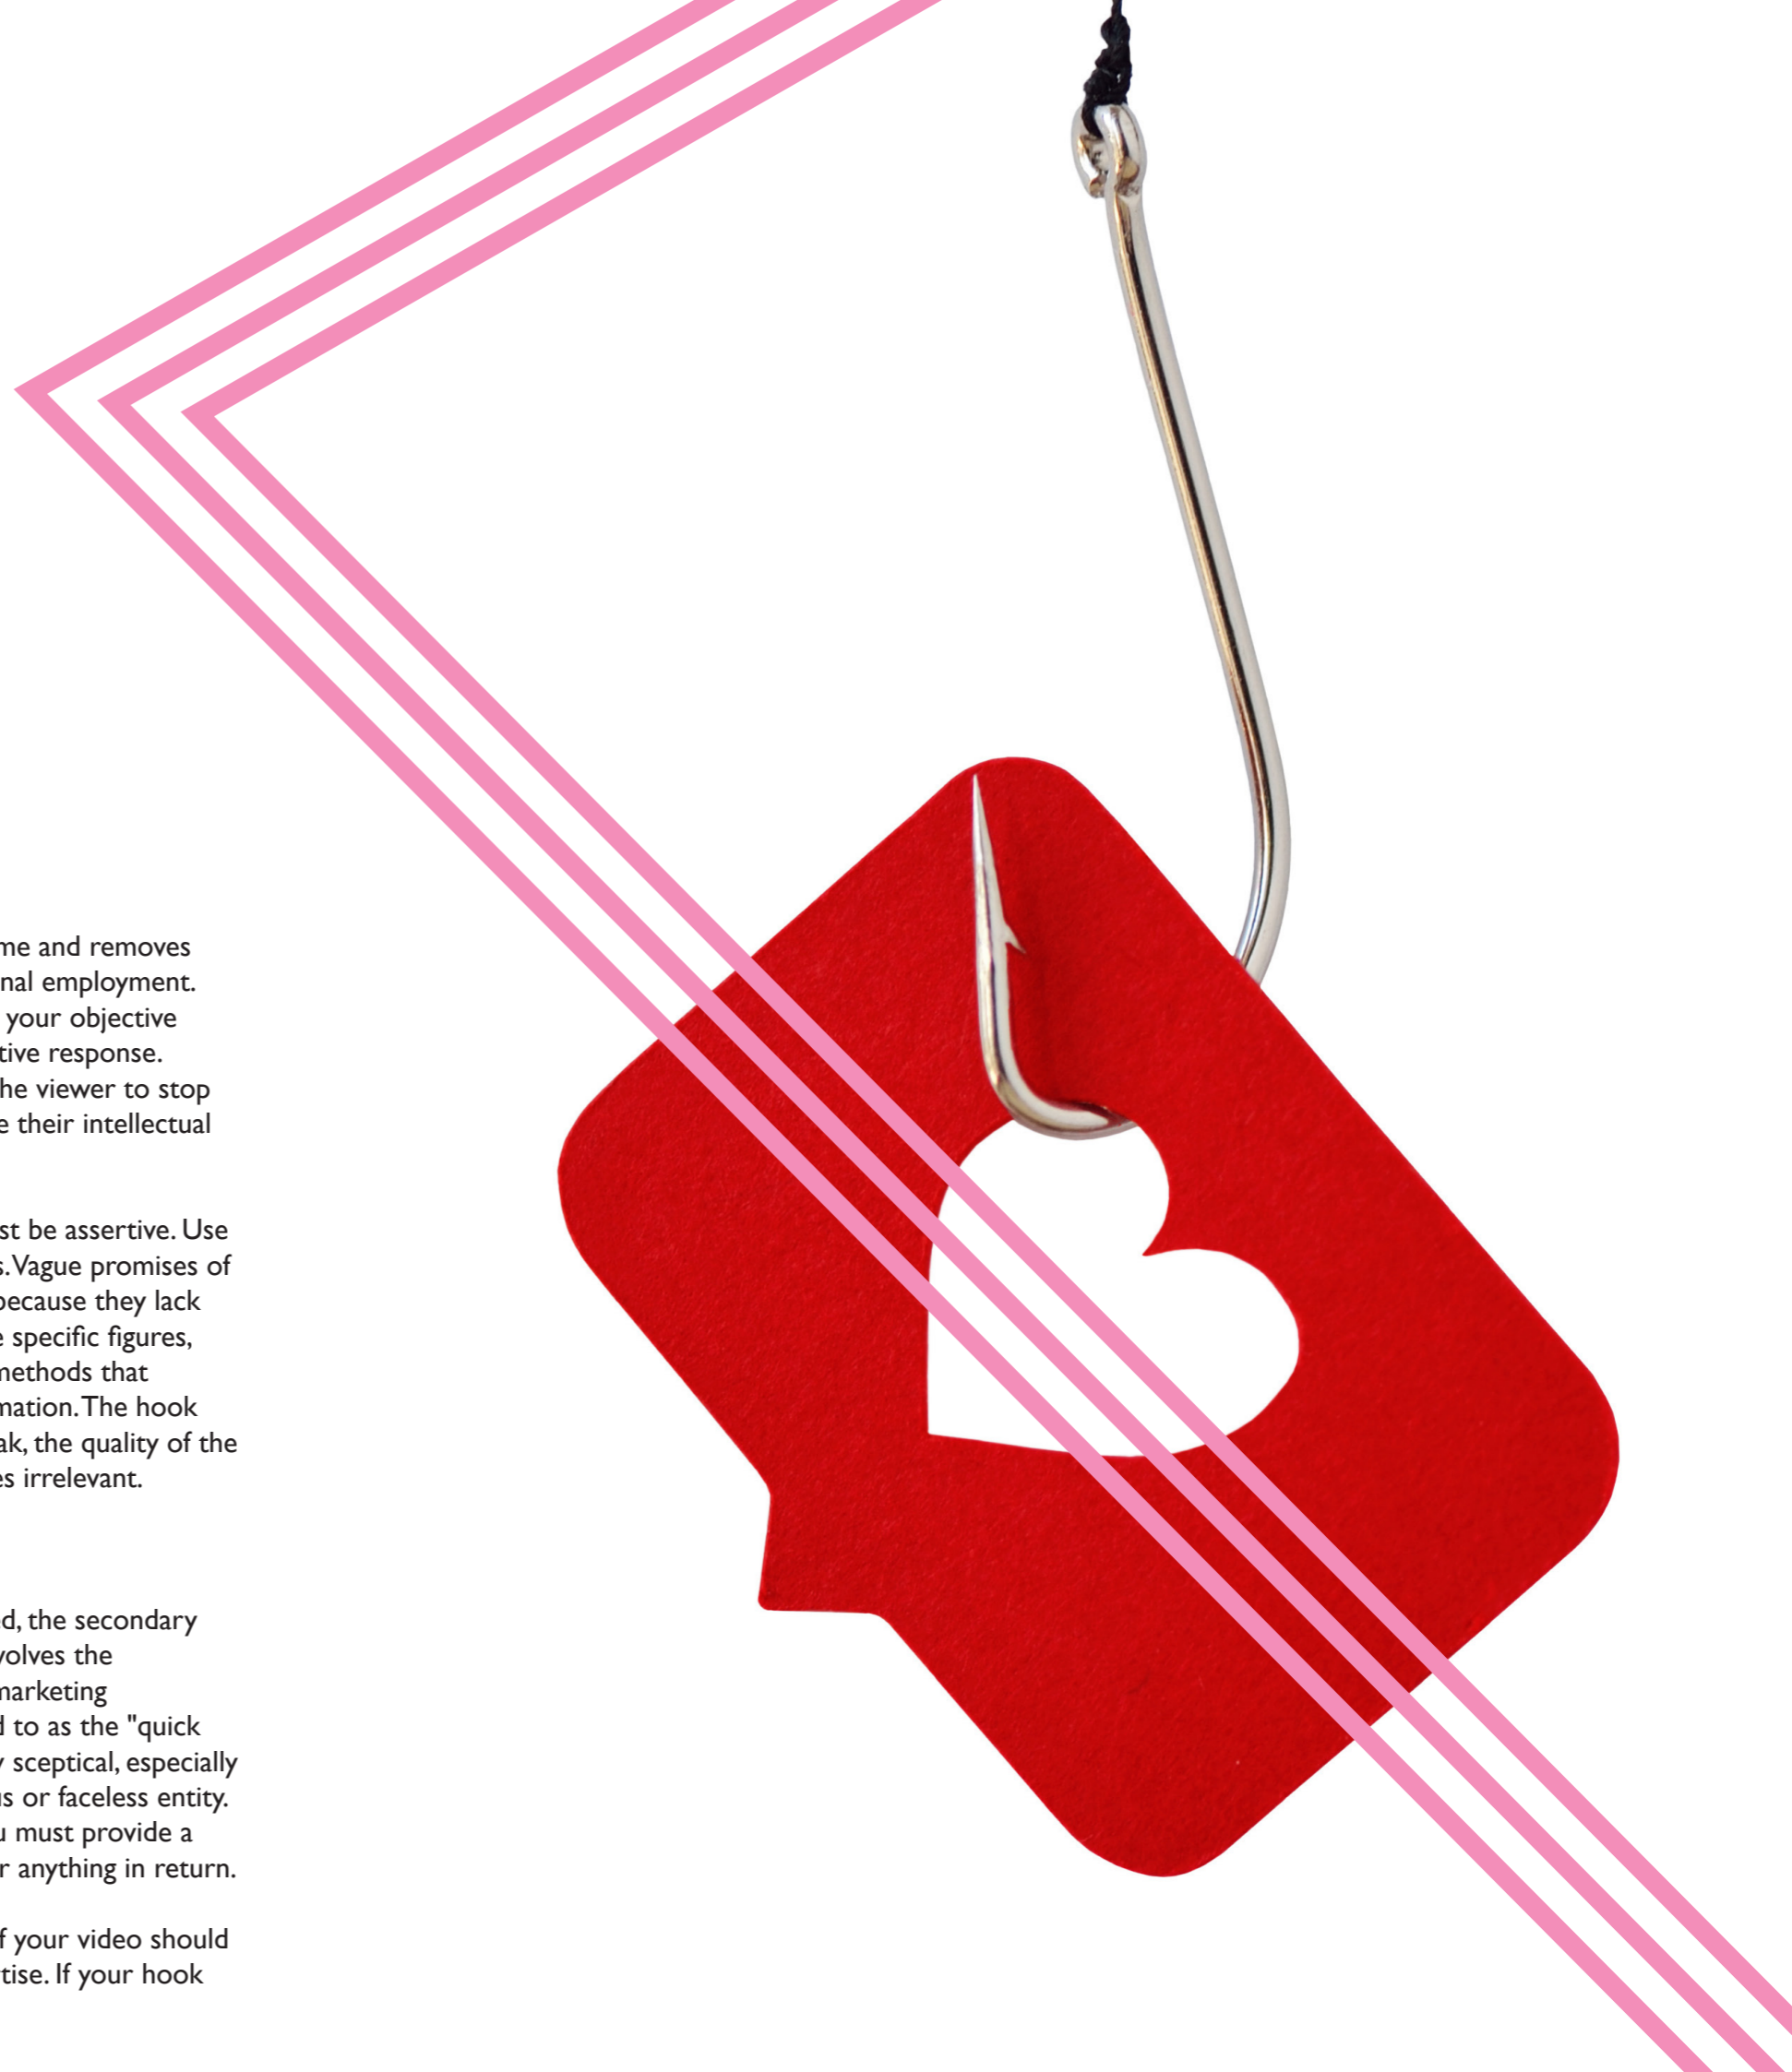 me and removes
nal employment.
your objective
tive response.
he viewer to stop
e their intellectual
st be assertive. Use
s. Vague promises of
because they lack
e specific figures,
methods that
mation. The hook
ak, the quality of the
es irrelevant.
ed, the secondary
volves the
marketing
d to as the "quick
y sceptical, especially
us or faceless entity.
u must provide a
r anything in return.
f your video should
tise. If your hook